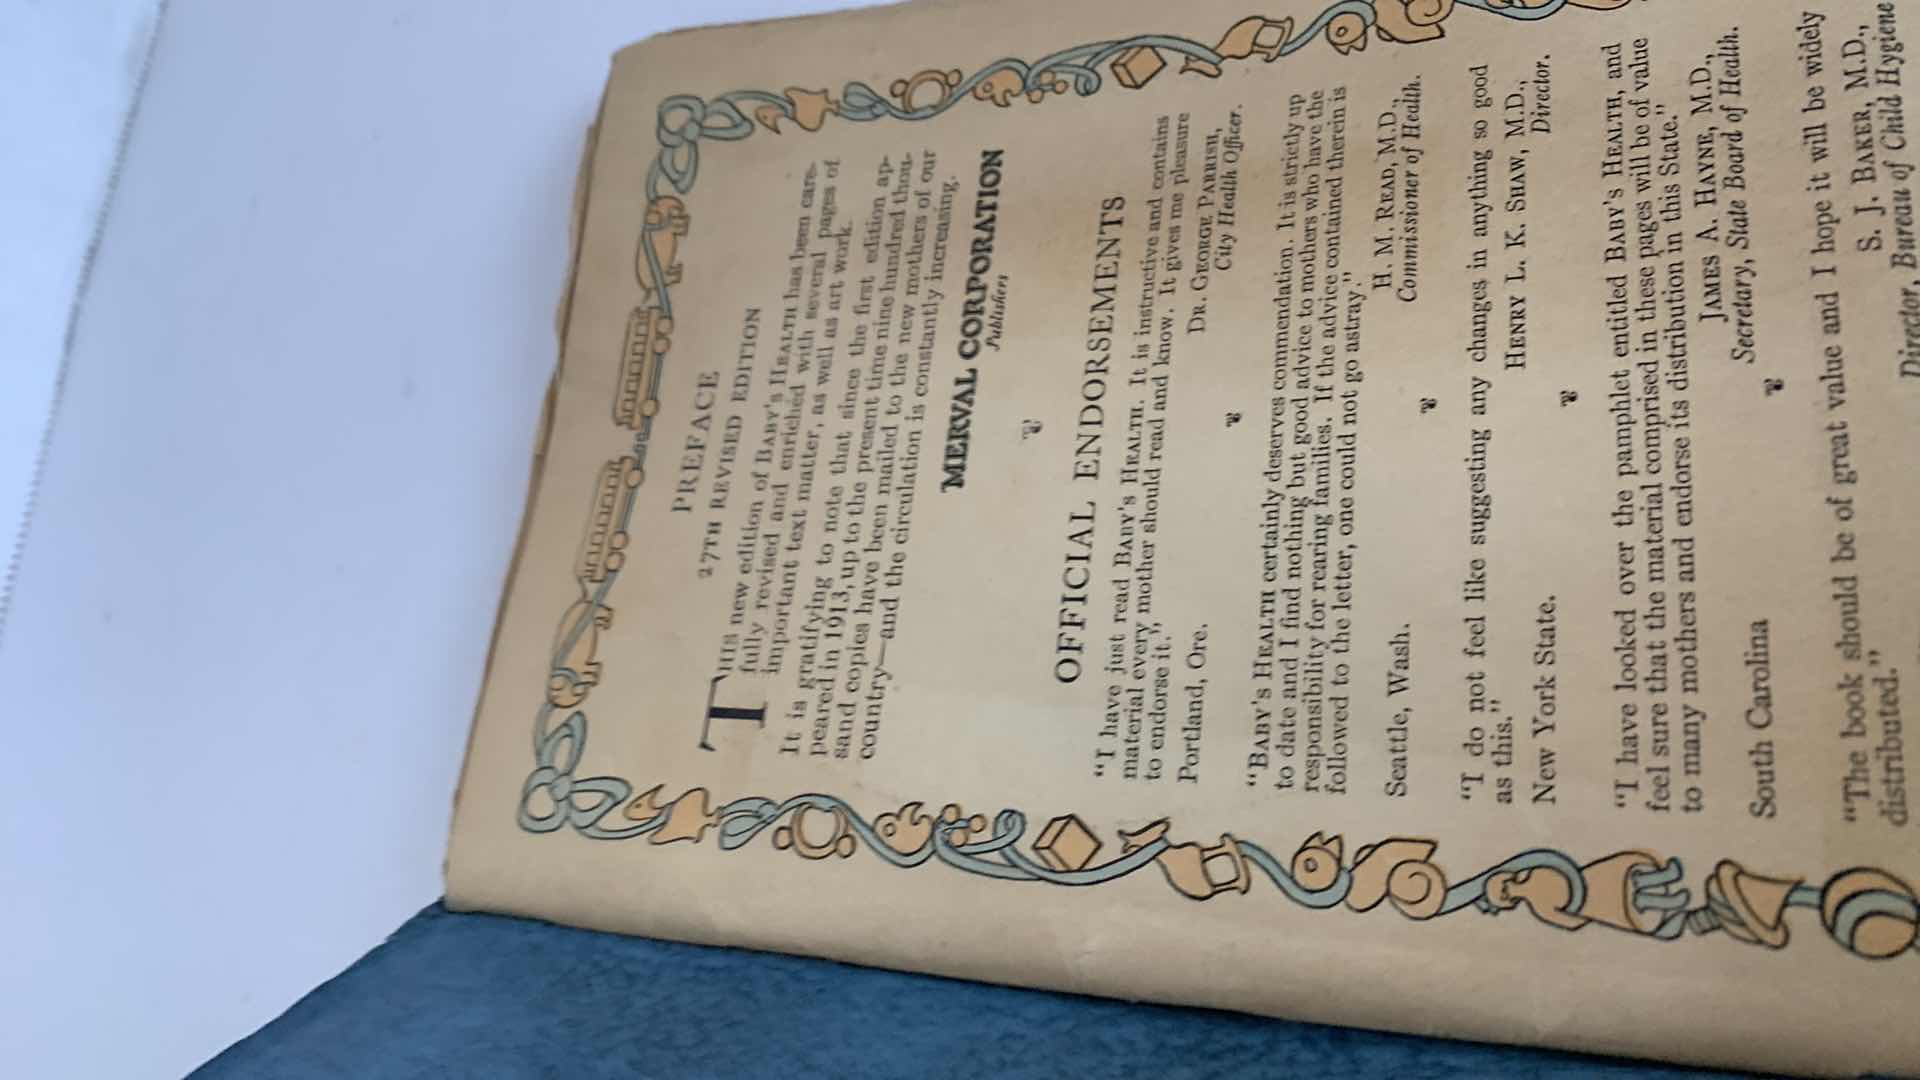 PREFACE
27TH REVISED EDITION
THIS new edition of BABY'S HEALTH has been care-
fully revised and enriched with several pages of
important text matter, as well as art work.
It is gratifying to note that since the first edition ap-
peared in 1913, up to the present time nine hundred thou-
sand copies have been mailed to the new mothers of our
country—and the circulation is constantly increasing.
MERVAL CORPORATION
Publishers
OFFICIAL ENDORSEMENTS
"I have just read BABY'S HEALTH. It is instructive and contains
material every mother should read and know. It gives me pleasure
to endorse it."
DR. GEORGE PARRISH,
Portland, Ore. City Health Officer.
"BABY'S HEALTH certainly deserves commendation. It is strictly up
to date and I find nothing but good advice to mothers who have the
responsibility for rearing families. If the advice contained therein is
followed to the letter, one could not go astray."
H. M. READ, M.D.,
Seattle, Wash. Commissioner of Health.
"I do not feel like suggesting any changes in anything so good
as this."
HENRY L. K. SHAW, M.D.,
New York State. Director.
"I have looked over the pamphlet entitled BABY'S HEALTH, and
feel sure that the material comprised in these pages will be of value
to many mothers and endorse its distribution in this State."
JAMES A. HAYNE, M.D.,
South Carolina Secretary, State Board of Health.
"The book should be of great value and I hope it will be widely
distributed."
S. J. BAKER, M.D.,
Director, Bureau of Child Hygiene